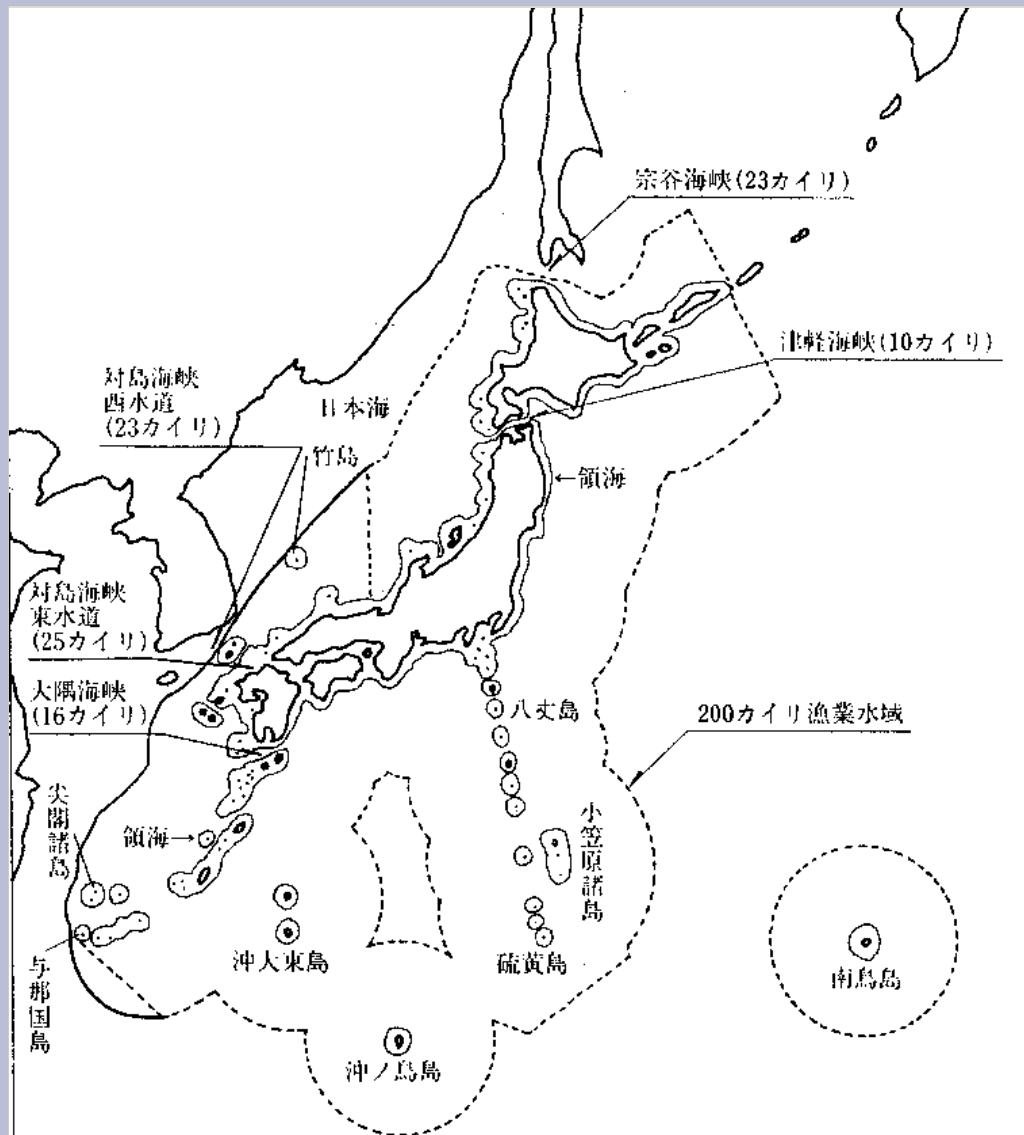 宗谷海峡(23カイリ)
津軽海峡(10カイリ)
対島海峡
西水道
(23カイリ)
日本海
竹島
←領海
対島海峡
東水道
(25カイリ)
大隅海峡
(16カイリ)
八丈島
200カイリ漁業水域
尖閣諸島
領海→
小笠原諸島
沖大東島
硫黄島
南鳥島
与那国島
沖ノ鳥島